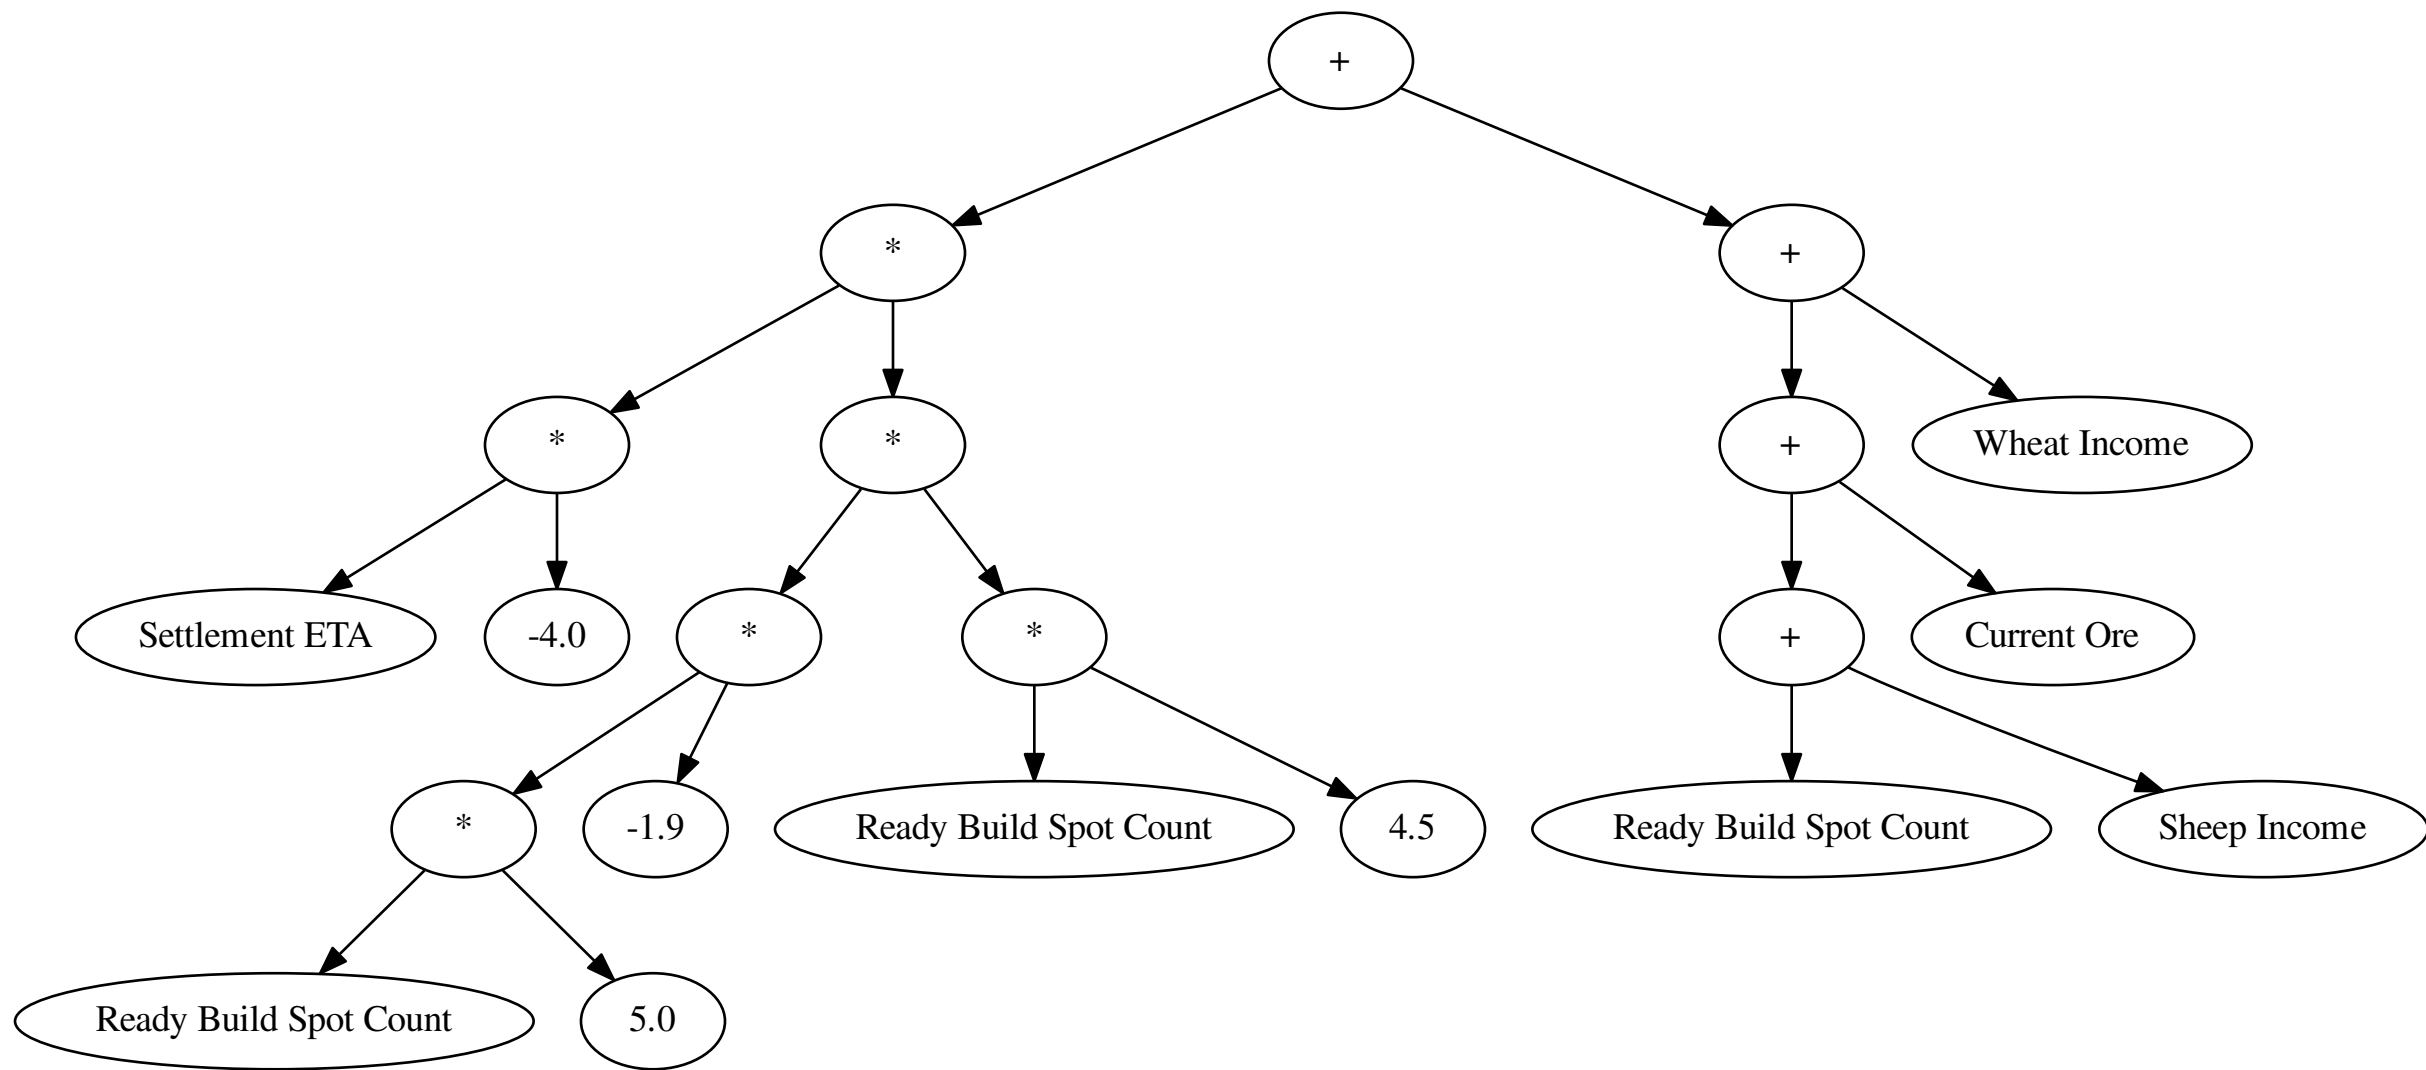 +
*
+
*
*
+
Wheat Income
Settlement ETA
-4.0
*
*
+
Current Ore
*
-1.9
Ready Build Spot Count
4.5
Ready Build Spot Count
Sheep Income
Ready Build Spot Count
5.0